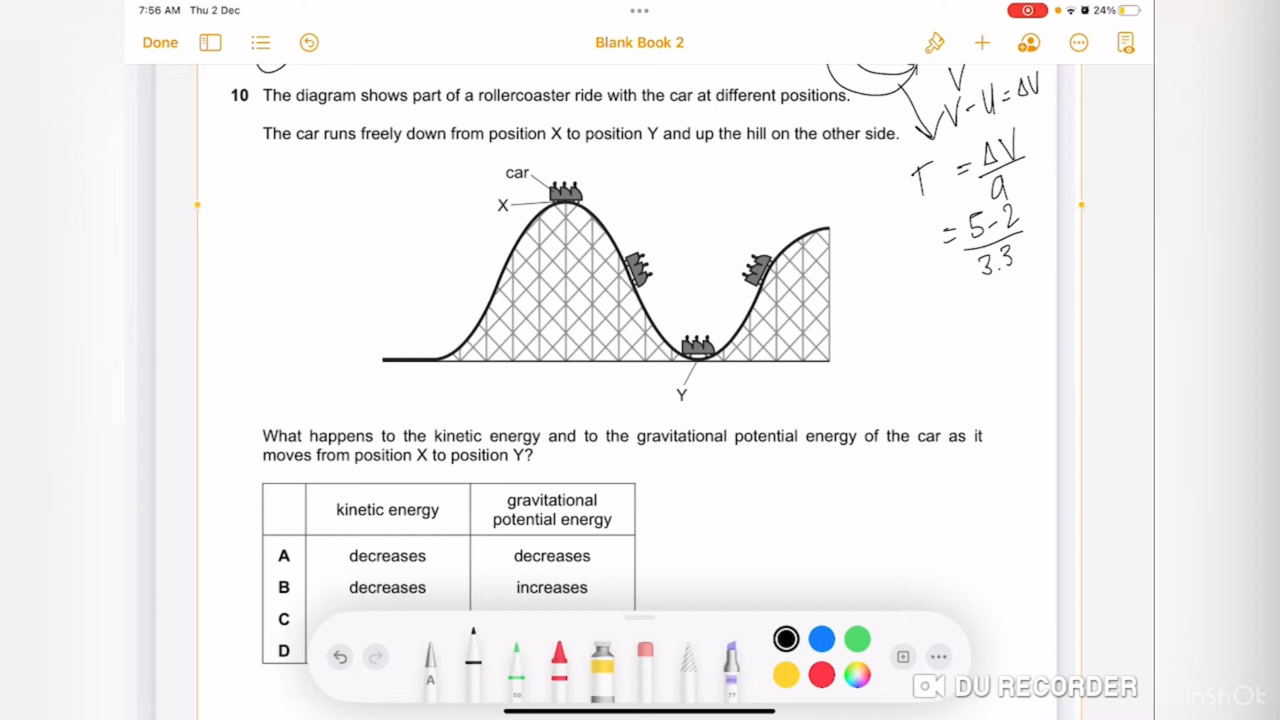 7:56 AM Thu 2 Dec
24%
Done
Blank Book 2
V
V - U = ΔV
10 The diagram shows part of a rollercoaster ride with the car at different positions.
The car runs freely down from position X to position Y and up the hill on the other side.
T = ΔV
a
= 5-2
3.3
car
X
Y
What happens to the kinetic energy and to the gravitational potential energy of the car as it
moves from position X to position Y?
kinetic energy
gravitational
potential energy
A decreases decreases
B decreases increases
C
D
A
50
77
DU RECORDER
InShOt